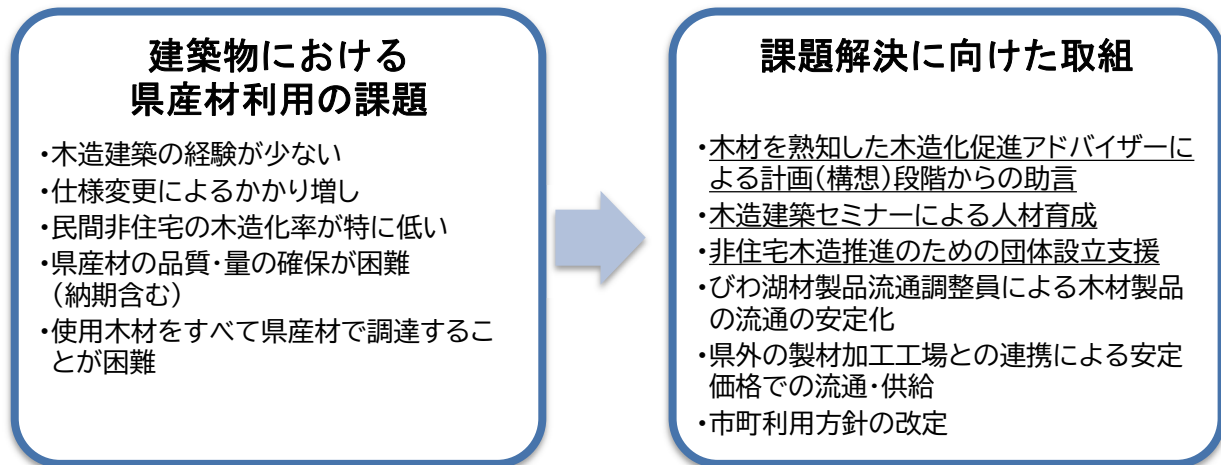 建築物における
県産材利用の課題
・木造建築の経験が少ない
・仕様変更によるかかり増し
・民間非住宅の木造化率が特に低い
・県産材の品質・量の確保が困難
（納期含む）
・使用木材をすべて県産材で調達するこ
とが困難
課題解決に向けた取組
・木材を熟知した木造化促進アドバイザーに
よる計画(構想)段階からの助言
・木造建築セミナーによる人材育成
・非住宅木造推進のための団体設立支援
・びわ湖材製品流通調整員による木材製品
の流通の安定化
・県外の製材加工工場との連携による安定
価格での流通・供給
・市町利用方針の改定